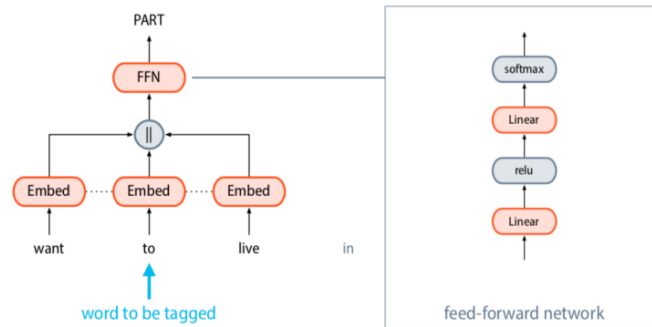 PART
FFN
||
Embed
Embed
Embed
want
to
live
in
word to be tagged
softmax
Linear
relu
Linear
feed-forward network